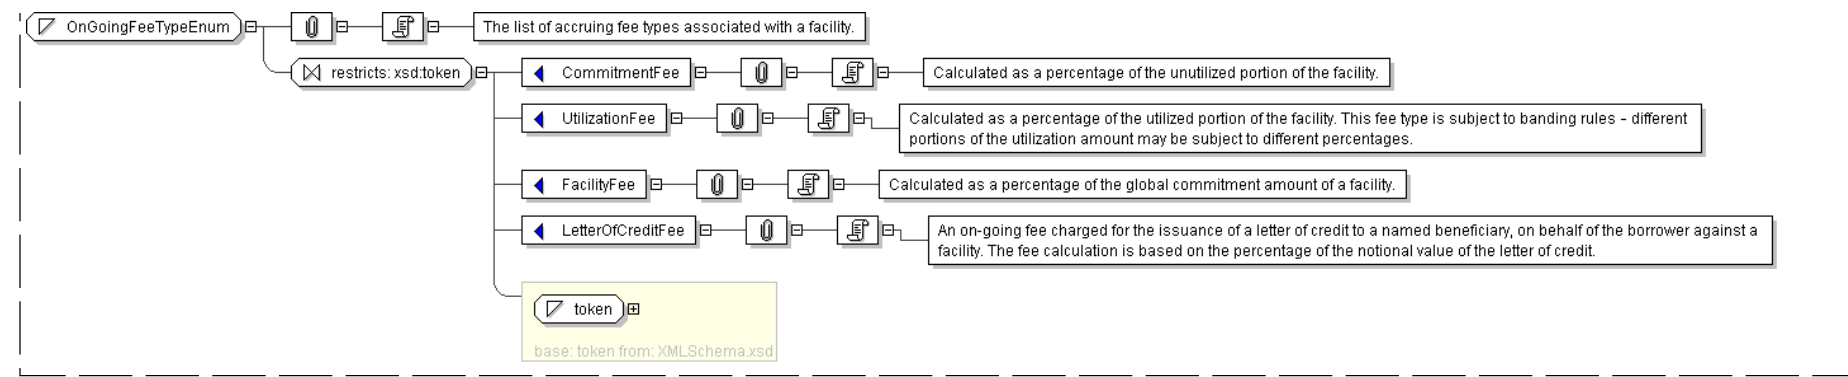 OnGoingFeeTypeEnum
The list of accruing fee types associated with a facility.
restricts: xsd:token
CommitmentFee
Calculated as a percentage of the unutilized portion of the facility.
UtilizationFee
Calculated as a percentage of the utilized portion of the facility. This fee type is subject to banding rules - different
portions of the utilization amount may be subject to different percentages.
FacilityFee
Calculated as a percentage of the global commitment amount of a facility.
LetterOfCreditFee
An on-going fee charged for the issuance of a letter of credit to a named beneficiary, on behalf of the borrower against a
facility. The fee calculation is based on the percentage of the notional value of the letter of credit.
token
base: token from: XMLSchema.xsd